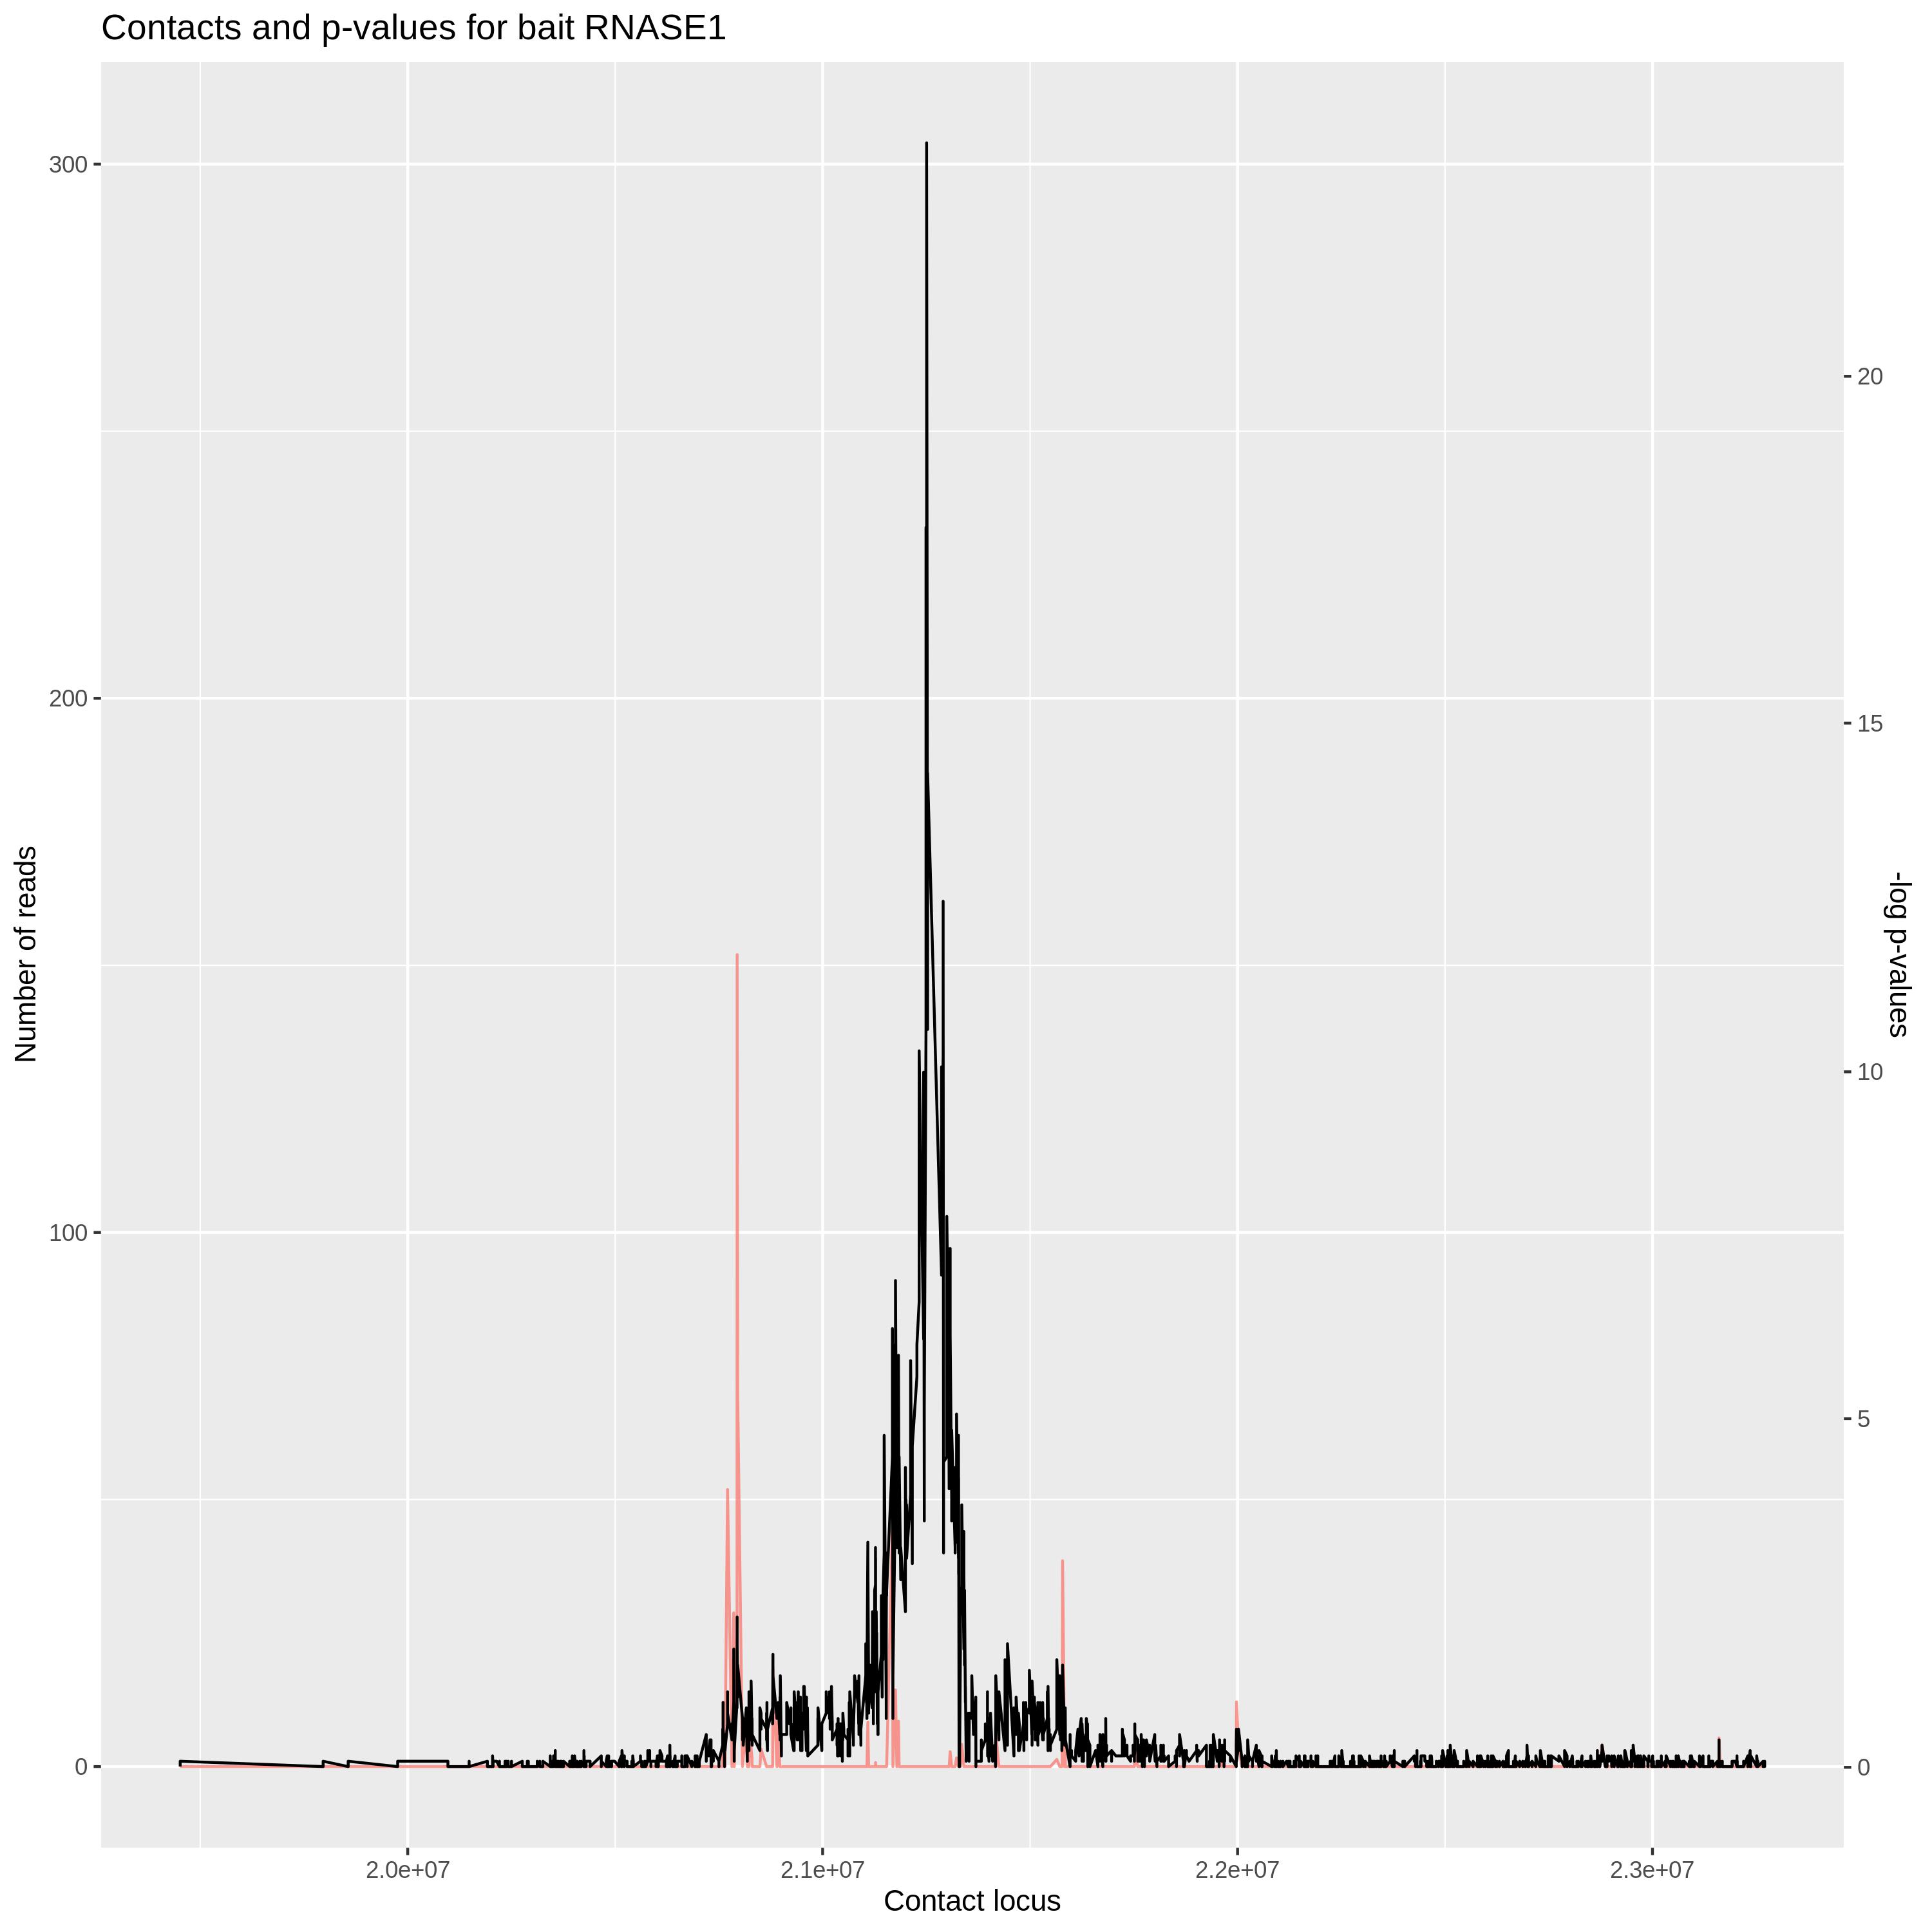 Contacts and p-values for bait RNASE1
300
200
100
0
20
15
10
5
0
Number of reads
-log p-values
2.0e+07
2.1e+07
2.2e+07
2.3e+07
Contact locus